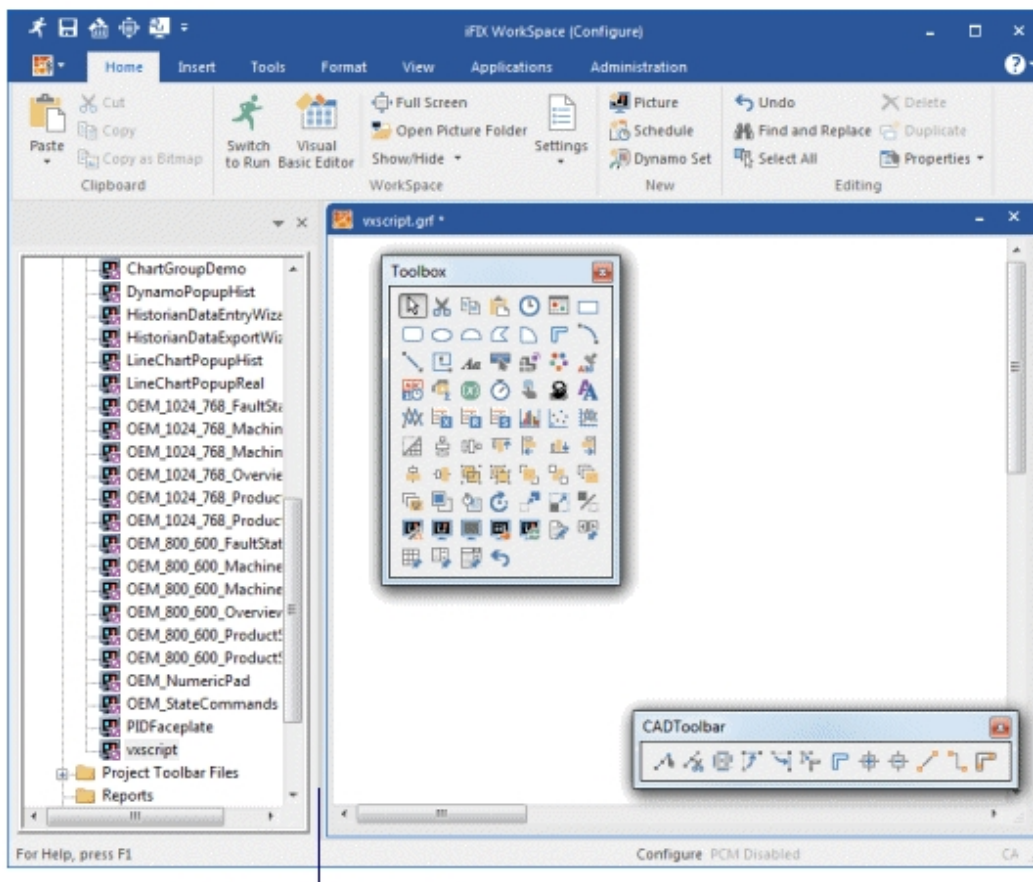 iFIX WorkSpace (Configure)
Home Insert Tools Format View Applications Administration
Paste
Cut
Copy
Copy as Bitmap
Clipboard
Switch to Run
Visual Basic Editor
Full Screen
Open Picture Folder
Show/Hide
Settings
WorkSpace
Picture
Schedule
Dynamo Set
New
Undo
Find and Replace
Select All
Delete
Duplicate
Properties
Editing
vxscript.grf *
ChartGroupDemo
DynamoPopupHist
HistorianDataEntryWiza
HistorianDataExportWiz
LineChartPopupHist
LineChartPopupReal
OEM_1024_768_FaultSta
OEM_1024_768_Machin
OEM_1024_768_Machin
OEM_1024_768_Overvie
OEM_1024_768_Produc
OEM_1024_768_Produc
OEM_800_600_FaultStat
OEM_800_600_Machine
OEM_800_600_Machine
OEM_800_600_Overview
OEM_800_600_ProductS
OEM_800_600_ProductS
OEM_NumericPad
OEM_StateCommands
PIDFaceplate
vxscript
Project Toolbar Files
Reports
Toolbox
CADToolbar
For Help, press F1
Configure PCM Disabled
CA